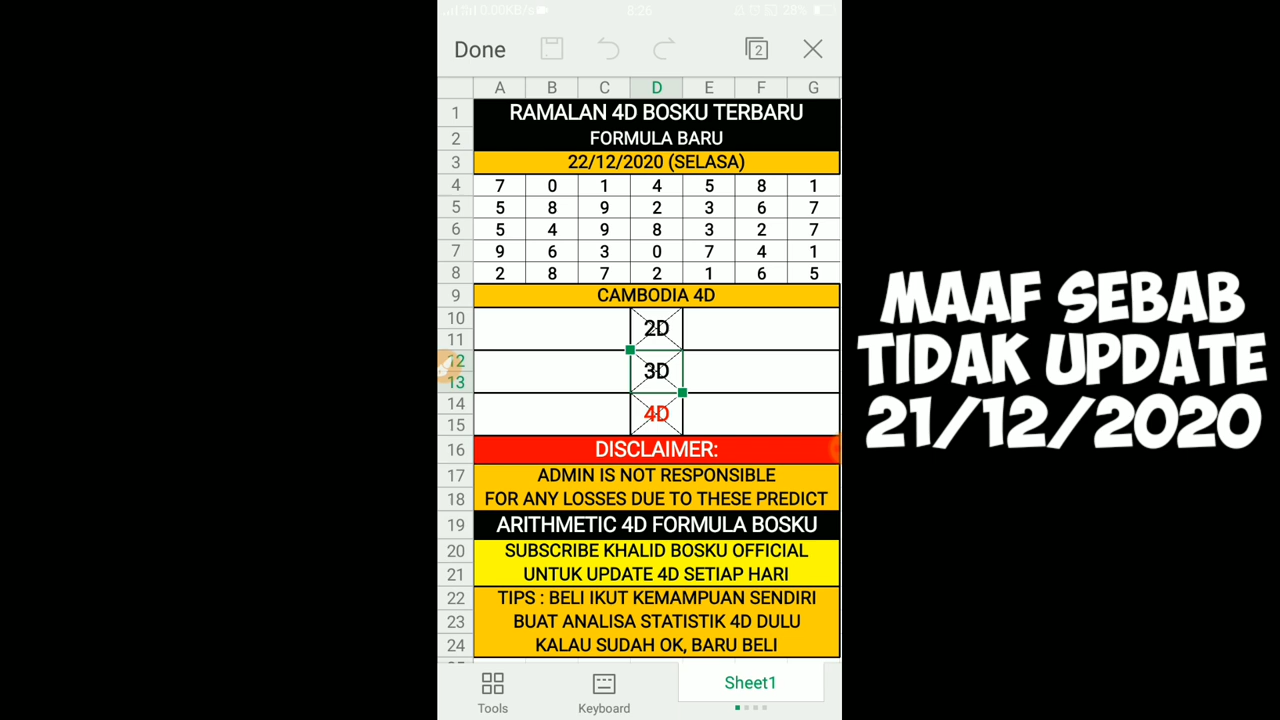 0.00KB/s 8:26 28%
Done 2
A B C D E F G
1 RAMALAN 4D BOSKU TERBARU
2 FORMULA BARU
3 22/12/2020 (SELASA)
4 7 0 1 4 5 8 1
5 5 8 9 2 3 6 7
6 5 4 9 8 3 2 7
7 9 6 3 0 7 4 1
8 2 8 7 2 1 6 5
9 CAMBODIA 4D
10
2D
11
12
3D
13
14
4D
15
16 DISCLAIMER:
17 ADMIN IS NOT RESPONSIBLE
18 FOR ANY LOSSES DUE TO THESE PREDICT
19 ARITHMETIC 4D FORMULA BOSKU
20 SUBSCRIBE KHALID BOSKU OFFICIAL
21 UNTUK UPDATE 4D SETIAP HARI
22 TIPS : BELI IKUT KEMAMPUAN SENDIRI
23 BUAT ANALISA STATISTIK 4D DULU
24 KALAU SUDAH OK, BARU BELI
Tools Keyboard Sheet1
MAAF SEBAB
TIDAK UPDATE
21/12/2020